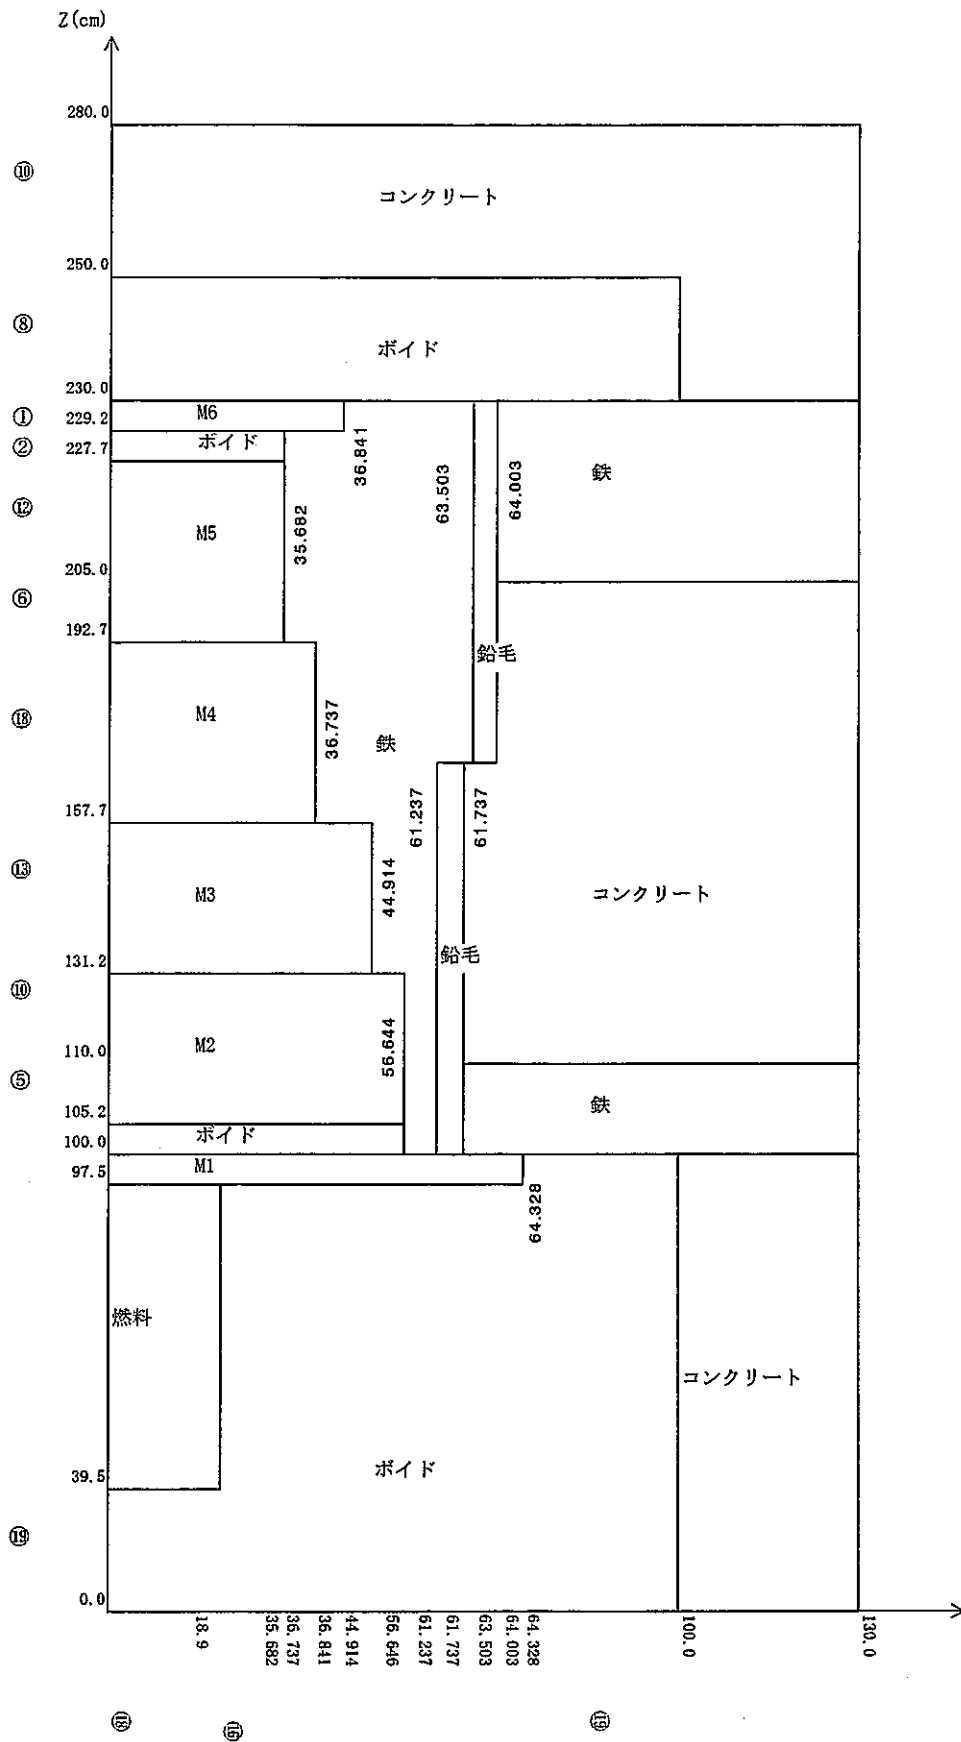 Z(cm)
280.0
⑩
コンクリート
250.0
⑧
ボイド
230.0
①
229.2
M6
②
227.7
ボイド
36.841
63.503
64.003
鉄
⑫
M5
35.682
205.0
⑥
192.7
鉛毛
⑱
M4
36.737
鉄
157.7
61.237
61.737
⑬
M3
44.914
コンクリート
131.2
鉛毛
⑩
M2
56.644
110.0
⑤
105.2
鉄
ボイド
100.0
97.5
M1
64.328
燃料
コンクリート
39.5
ボイド
⑲
0.0
18.9
35.682
36.737
36.841
44.914
56.646
61.237
61.737
63.503
64.003
64.328
100.0
130.0
⑱
⑯
⑲